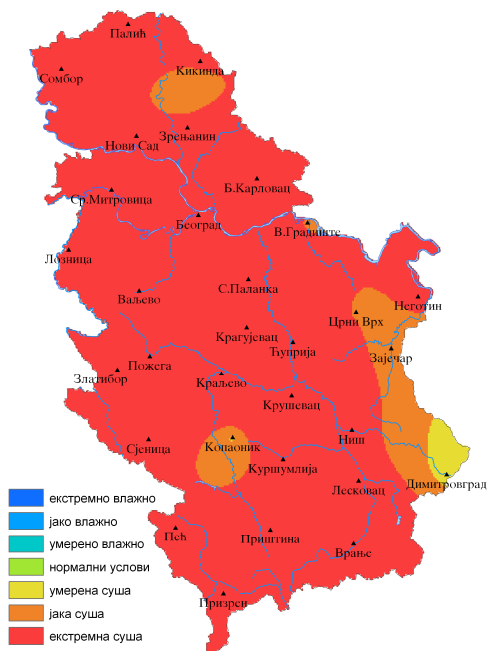 Палић
Кикинда
Сомбор
Зрењанин
Нови Сад
Б.Карловац
Ср.Митровица
Београд
В.Градиште
Лозница
С.Паланка
Ваљево
Неготин
Црни Врх
Крагујевац
Ћуприја
Зајечар
Пожега
Златибор
Краљево
Крушевац
Ниш
Сјеница
Копаоник
Куршумлија
Димитровград
Лесковац
Пећ
Приштина
Врање
Призрен
екстремно влажно
јако влажно
умерено влажно
нормални услови
умерена суша
јака суша
екстремна суша